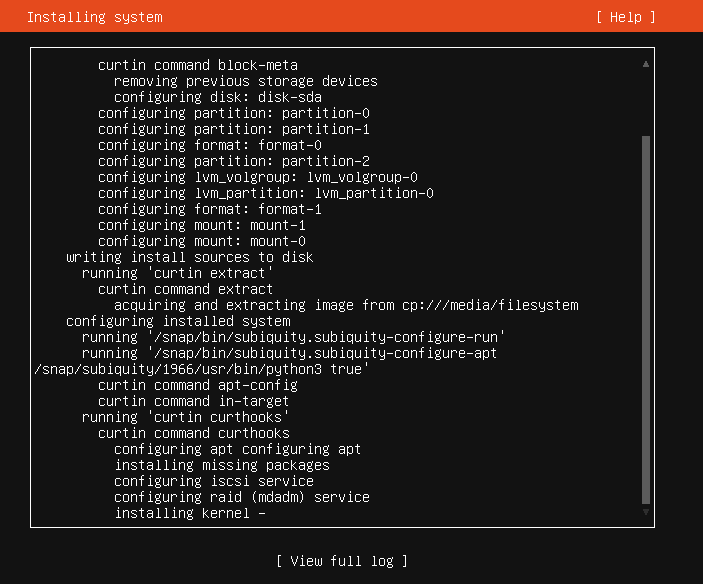 Installing system
[ Help ]
curtin command block-meta
removing previous storage devices
configuring disk: disk-sda
configuring partition: partition-0
configuring partition: partition-1
configuring format: format-0
configuring partition: partition-2
configuring lvm_volgroup: lvm_volgroup-0
configuring lvm_partition: lvm_partition-0
configuring format: format-1
configuring mount: mount-1
configuring mount: mount-0
writing install sources to disk
running 'curtin extract'
curtin command extract
acquiring and extracting image from cp:///media/filesystem
configuring installed system
running '/snap/bin/subiquity.subiquity-configure-run'
running '/snap/bin/subiquity.subiquity-configure-apt
/snap/subiquity/1966/usr/bin/python3 true'
curtin command apt-config
curtin command in-target
running 'curtin curthooks'
curtin command curthooks
configuring apt configuring apt
installing missing packages
configuring iscsi service
configuring raid (mdadm) service
installing kernel -
[ View full log ]